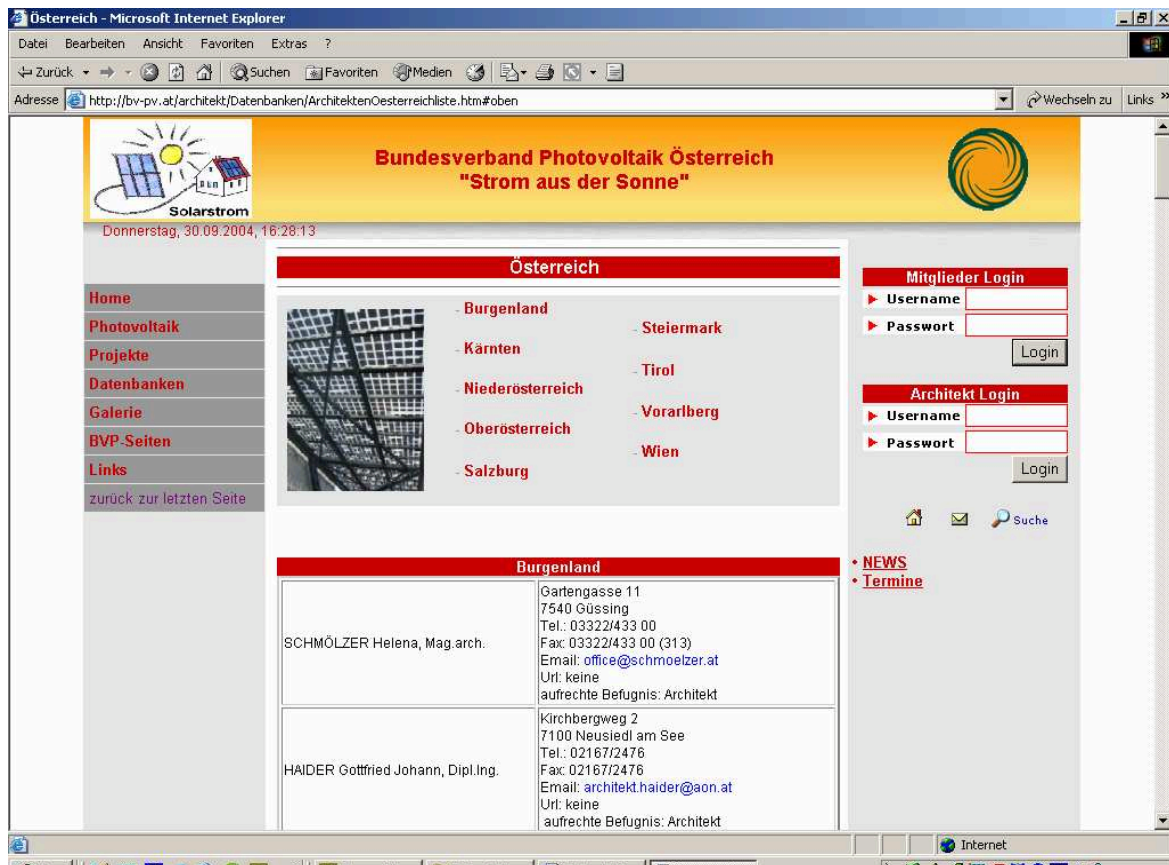 Österreich - Microsoft Internet Explorer
Datei Bearbeiten Ansicht Favoriten Extras ?
Zurück Suchen Favoriten Medien
Adresse http://bv-pv.at/architekt/Datenbanken/ArchitektenOesterreichliste.htm#oben Wechseln zu Links »
Solarstrom
Bundesverband Photovoltaik Österreich
"Strom aus der Sonne"
Donnerstag, 30.09.2004, 16:28:13
Home
Photovoltaik
Projekte
Datenbanken
Galerie
BVP-Seiten
Links
zurück zur letzten Seite
Österreich
- Burgenland
- Kärnten
- Niederösterreich
- Oberösterreich
- Salzburg
- Steiermark
- Tirol
- Vorarlberg
- Wien
Burgenland
SCHMÖLZER Helena, Mag.arch.
Gartengasse 11
7540 Güssing
Tel.: 03322/433 00
Fax: 03322/433 00 (313)
Email: office@schmoelzer.at
Url: keine
aufrechte Befugnis: Architekt
HAIDER Gottfried Johann, Dipl.Ing.
Kirchbergweg 2
7100 Neusiedl am See
Tel.: 02167/2476
Fax: 02167/2476
Email: architekt.haider@aon.at
Url: keine
aufrechte Befugnis: Architekt
Mitglieder Login
Username
Passwort
Login
Architekt Login
Username
Passwort
Login
Suche
• NEWS
• Termine
Internet